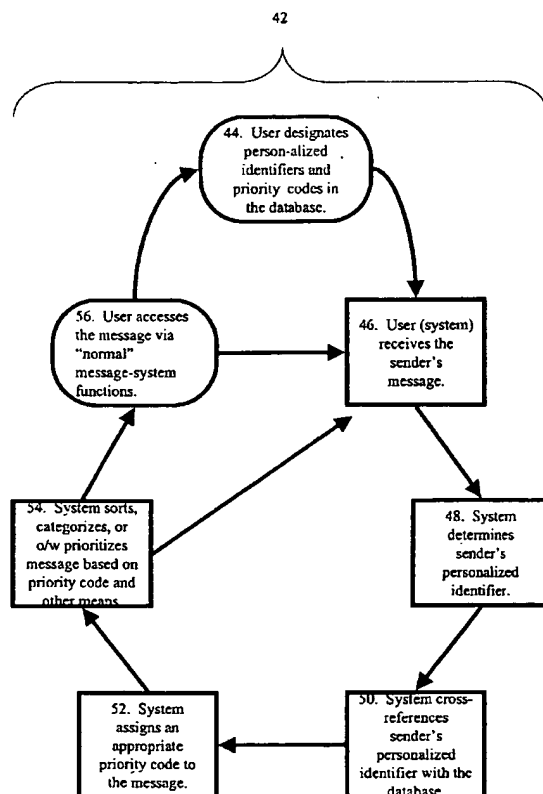 42
44. User designates
person-alized
identifiers and
priority codes in
the database.
56. User accesses
the message via
"normal"
message-system
functions.
46. User (system)
receives the
sender's
message.
54. System sorts,
categorizes, or
o/w prioritizes
message based on
priority code and
other means.
48. System
determines
sender's
personalized
identifier.
52. System
assigns an
appropriate
priority code to
the message.
50. System cross-
references
sender's
personalized
identifier with the
database.